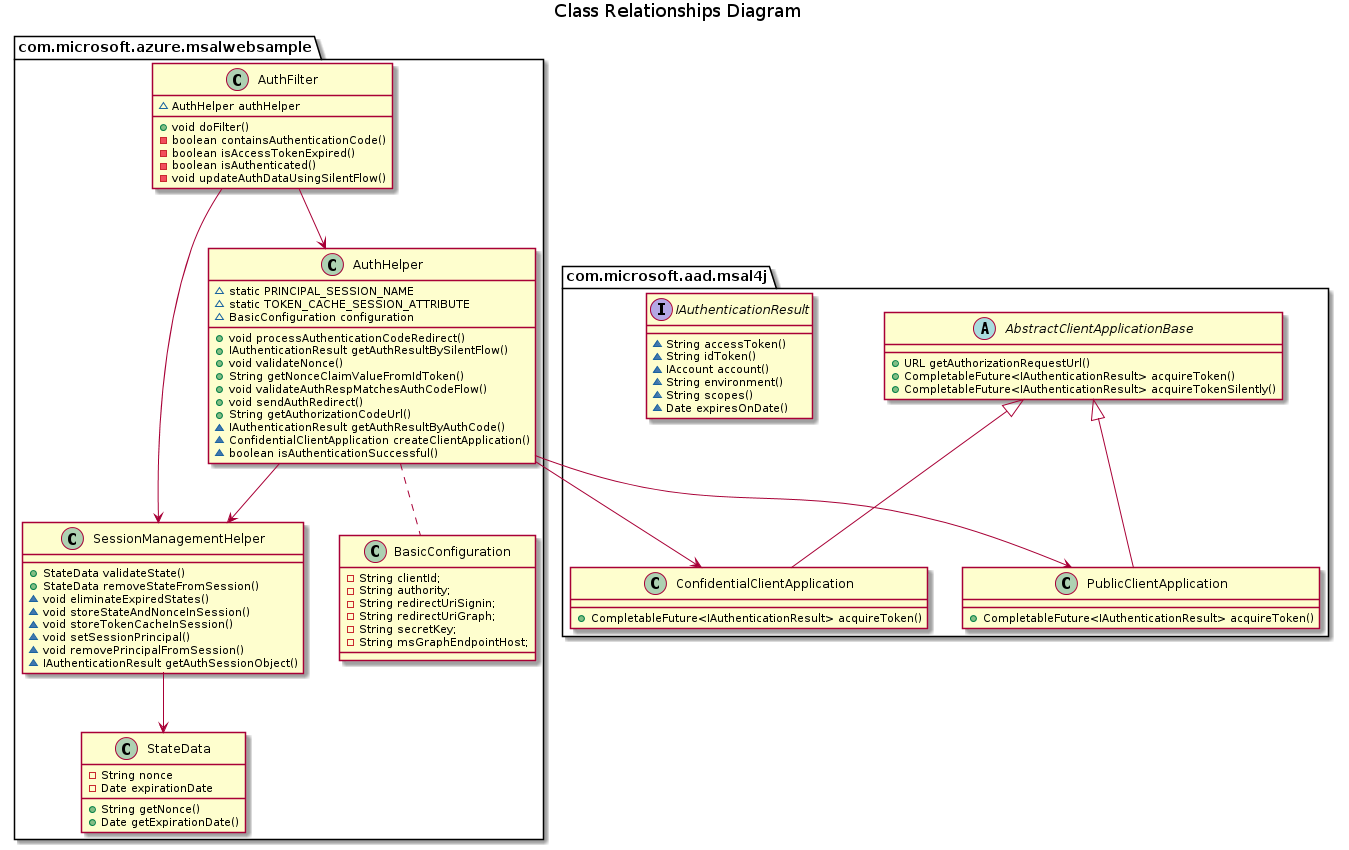 Class Relationships Diagram
com.microsoft.azure.msalwebsample
C AuthFilter
AuthHelper authHelper
void doFilter()
boolean containsAuthenticationCode()
boolean isAccessTokenExpired()
boolean isAuthenticated()
void updateAuthDataUsingSilentFlow()
C AuthHelper
static PRINCIPAL_SESSION_NAME
static TOKEN_CACHE_SESSION_ATTRIBUTE
BasicConfiguration configuration
void processAuthenticationCodeRedirect()
IAuthenticationResult getAuthResultBySilentFlow()
void validateNonce()
String getNonceClaimValueFromIdToken()
void validateAuthRespMatchesAuthCodeFlow()
void sendAuthRedirect()
String getAuthorizationCodeUrl()
IAuthenticationResult getAuthResultByAuthCode()
ConfidentialClientApplication createClientApplication()
boolean isAuthenticationSuccessful()
C SessionManagementHelper
StateData validateState()
StateData removeStateFromSession()
void eliminateExpiredStates()
void storeStateAndNonceInSession()
void storeTokenCacheInSession()
void setSessionPrincipal()
void removePrincipalFromSession()
IAuthenticationResult getAuthSessionObject()
C BasicConfiguration
String clientId;
String authority;
String redirectUriSignin;
String redirectUriGraph;
String secretKey;
String msGraphEndpointHost;
C StateData
String nonce
Date expirationDate
String getNonce()
Date getExpirationDate()
com.microsoft.aad.msal4j
I IAuthenticationResult
String accessToken()
String idToken()
IAccount account()
String environment()
String scopes()
Date expiresOnDate()
A AbstractClientApplicationBase
URL getAuthorizationRequestUrl()
CompletableFuture<IAuthenticationResult> acquireToken()
CompletableFuture<IAuthenticationResult> acquireTokenSilently()
C ConfidentialClientApplication
CompletableFuture<IAuthenticationResult> acquireToken()
C PublicClientApplication
CompletableFuture<IAuthenticationResult> acquireToken()